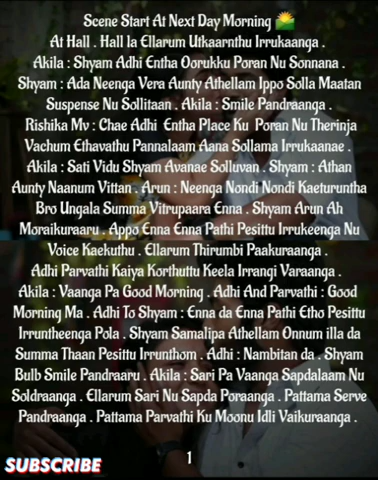 Scene Start At Next Day Morning 🌄
At Hall . Hall la Ellarum Utkaarnthu Irrukaanga .
Akila : Shyam Adhi Entha Oorukku Poran Nu Sonnana .
Shyam : Ada Neenga Vera Aunty Athellam Ippo Solla Maatan
Suspense Nu Sollitaan . Akila : Smile Pandraanga .
Rishika Mv : Chae Adhi Entha Place Ku Poran Nu Therinja
Vachum Ethavathu Pannalaam Aana Sollama Irrukaanae .
Akila : Sati Vidu Shyam Avanae Solluvan . Shyam : Athan
Aunty Naanum Vittan . Arun : Neenga Nondi Nondi Kaeturuntha
Bro Ungala Summa Vitrupaara Enna . Shyam Arun Ah
Moraikuraaru . Appo Enna Enna Pathi Pesittu Irrukeenga Nu
Voice Kaekuthu . Ellarum Thirumbi Paakuraanga .
Adhi Parvathi Kaiya Korthuttu Keela Irrangi Varaanga .
Akila : Vaanga Pa Good Morning . Adhi And Parvathi : Good
Morning Ma . Adhi To Shyam : Enna da Enna Pathi Etho Pesittu
Irruntheenga Pola . Shyam Samalipa Athellam Onnum illa da
Summa Thaan Pesittu Irrunthom . Adhi : Nambitan da . Shyam
Bulb Smile Pandraaru . Akila : Sari Pa Vaanga Sapdalaam Nu
Soldraanga . Ellarum Sari Nu Sapda Poraanga . Pattama Serve
Pandraanga . Pattama Parvathi Ku Moonu Idli Vaikuraanga .
1
SUBSCRIBE